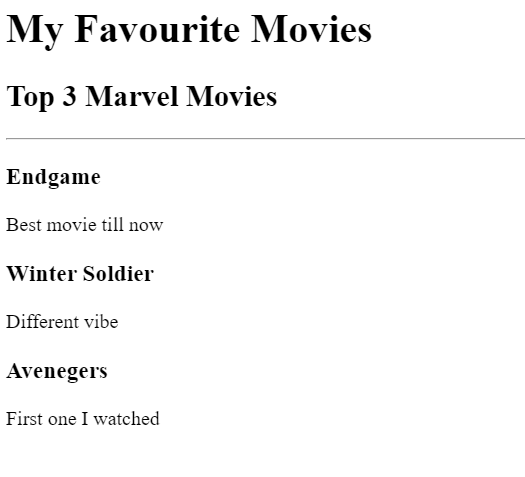 My Favourite Movies
Top 3 Marvel Movies
Endgame
Best movie till now
Winter Soldier
Different vibe
Avenegers
First one I watched